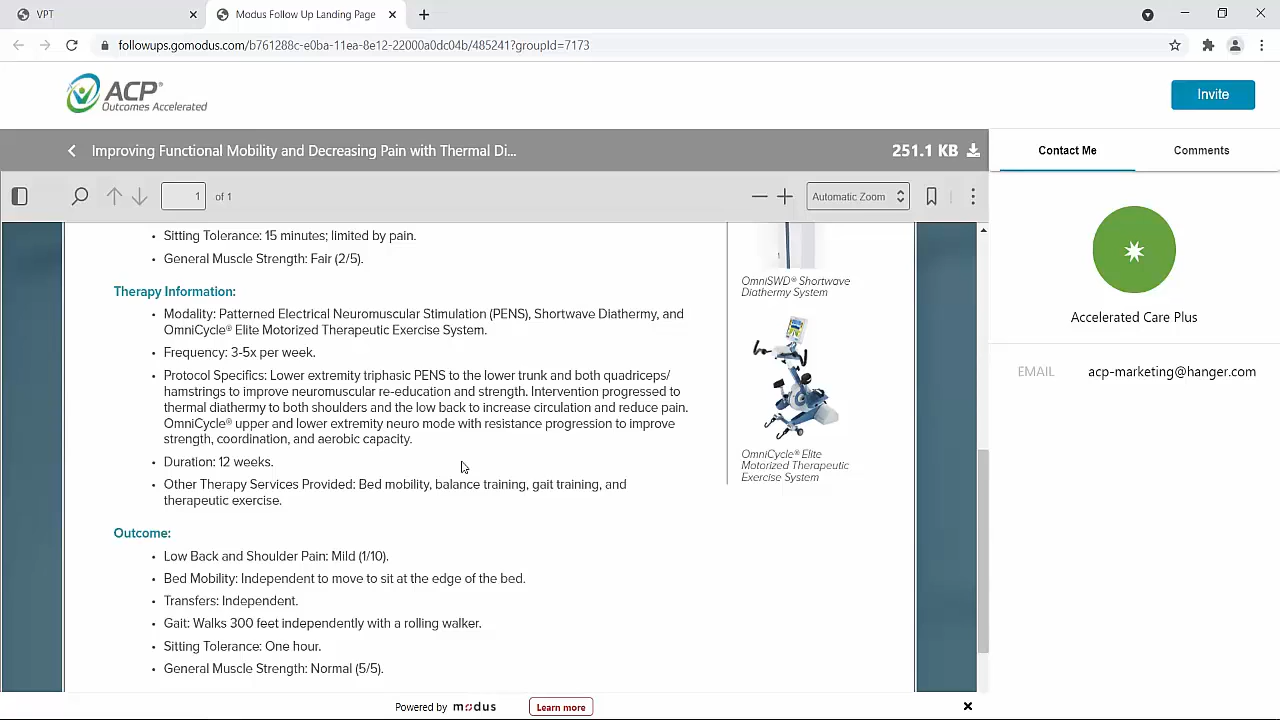 VPT
Modus Follow Up Landing Page
followups.gomodus.com/b761288c-e0ba-11ea-8e12-22000a0dc04b/485241?groupId=7173
ACP®
Outcomes Accelerated
Invite
Improving Functional Mobility and Decreasing Pain with Thermal Di...
251.1 KB
Contact Me
Comments
1
of 1
Automatic Zoom
• Sitting Tolerance: 15 minutes; limited by pain.
• General Muscle Strength: Fair (2/5).
Therapy Information:
• Modality: Patterned Electrical Neuromuscular Stimulation (PENS), Shortwave Diathermy, and
OmniCycle® Elite Motorized Therapeutic Exercise System.
• Frequency: 3-5x per week.
• Protocol Specifics: Lower extremity triphasic PENS to the lower trunk and both quadriceps/
hamstrings to improve neuromuscular re-education and strength. Intervention progressed to
thermal diathermy to both shoulders and the low back to increase circulation and reduce pain.
OmniCycle® upper and lower extremity neuro mode with resistance progression to improve
strength, coordination, and aerobic capacity.
• Duration: 12 weeks.
• Other Therapy Services Provided: Bed mobility, balance training, gait training, and
therapeutic exercise.
Outcome:
• Low Back and Shoulder Pain: Mild (1/10).
• Bed Mobility: Independent to move to sit at the edge of the bed.
• Transfers: Independent.
• Gait: Walks 300 feet independently with a rolling walker.
• Sitting Tolerance: One hour.
• General Muscle Strength: Normal (5/5).
OmniSWD® Shortwave
Diathermy System
OmniCycle® Elite
Motorized Therapeutic
Exercise System
Accelerated Care Plus
EMAIL
acp-marketing@hanger.com
Powered by modus
Learn more